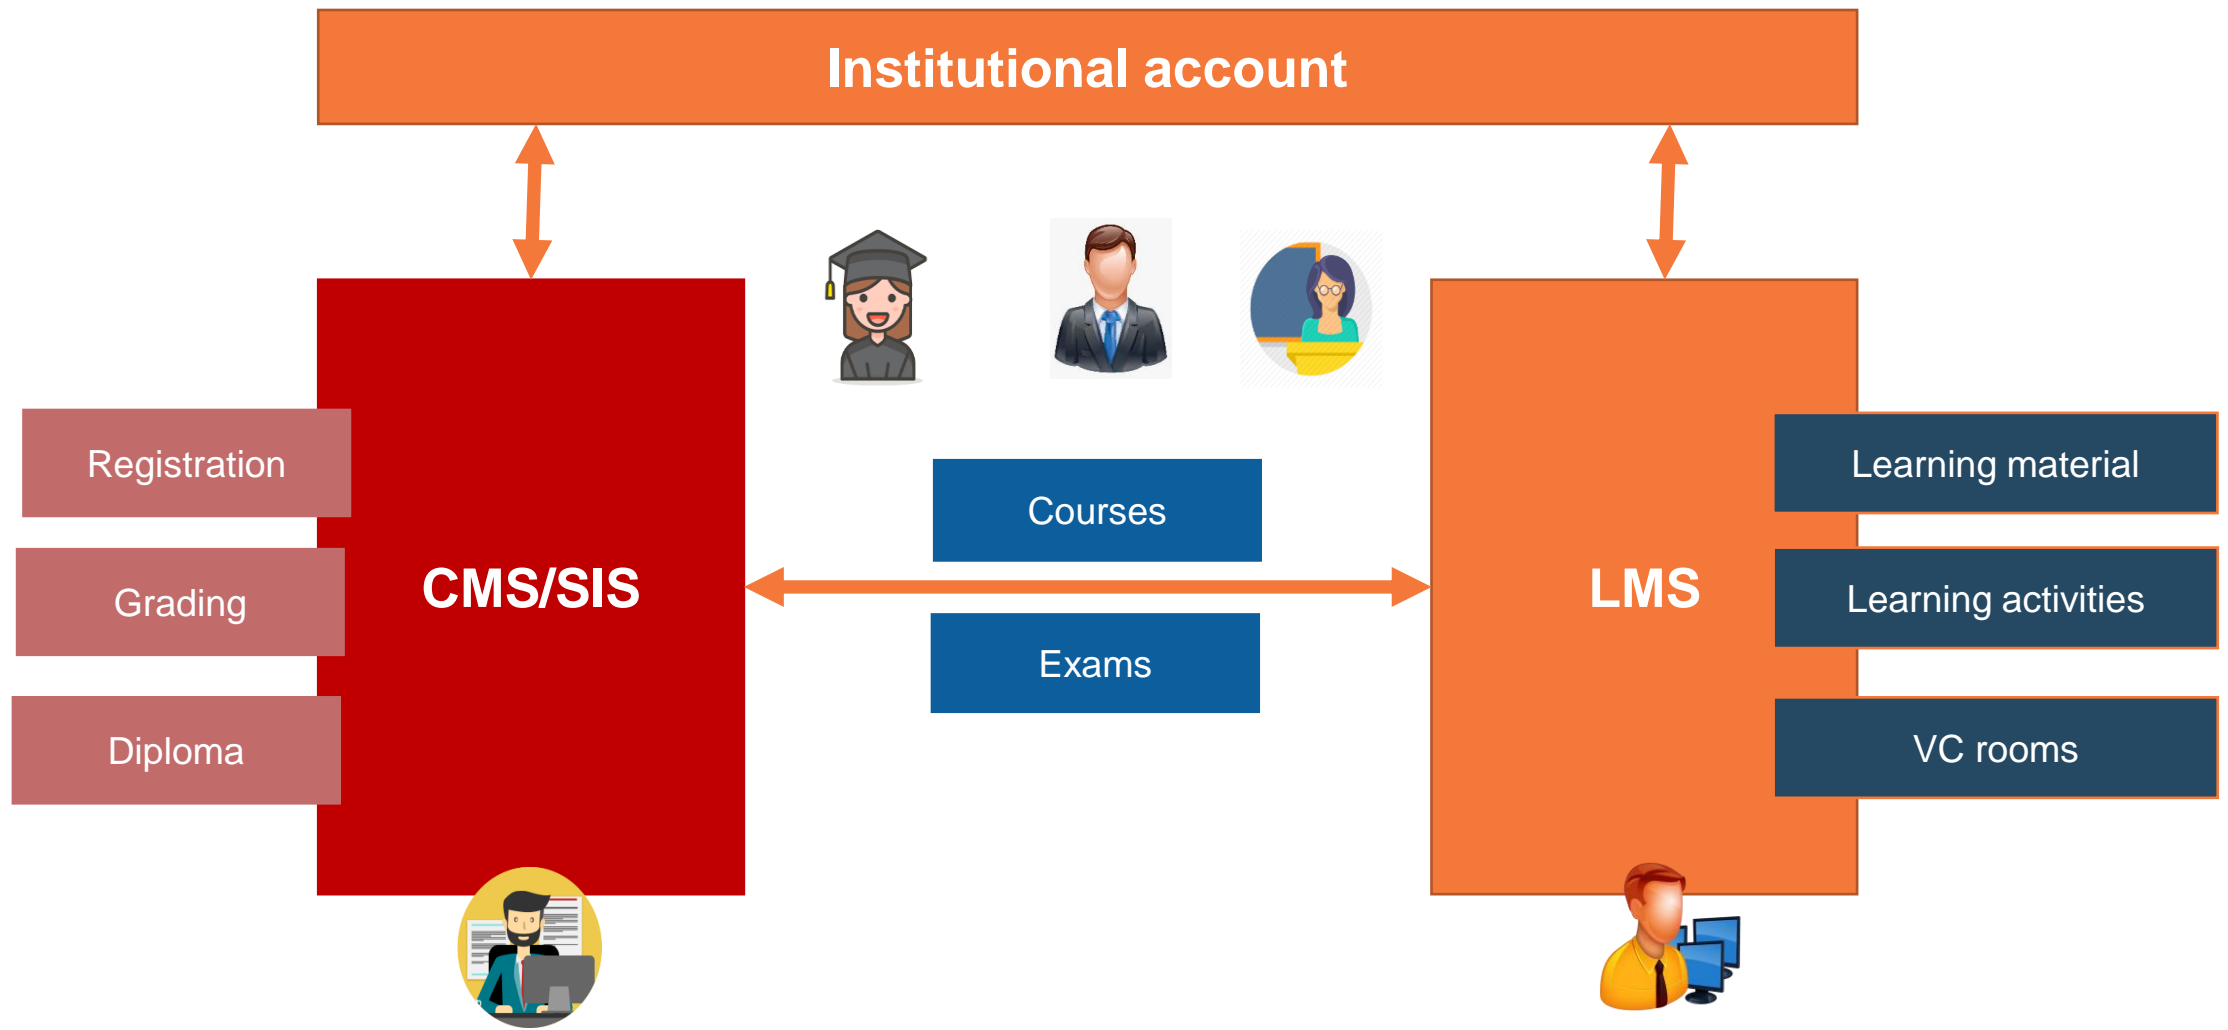 Institutional account
Registration
Grading
Diploma
CMS/SIS
Courses
Exams
LMS
Learning material
Learning activities
VC rooms